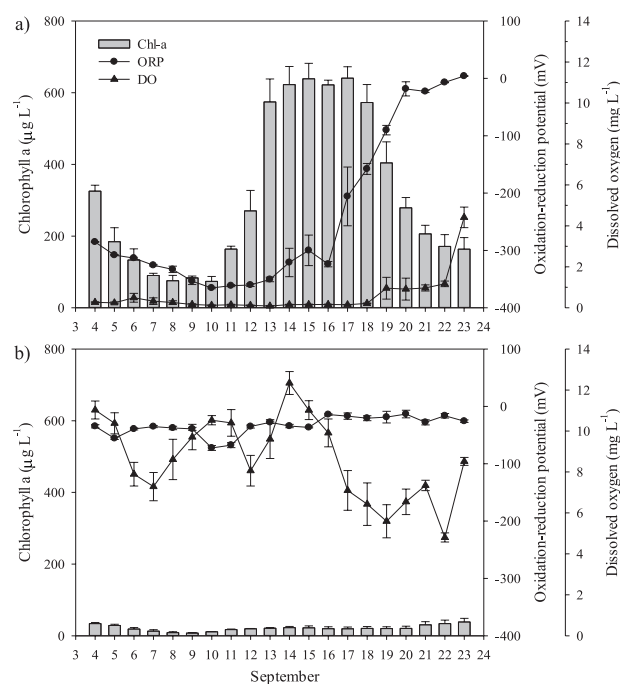 a)
Chl-a
ORP
DO
800
600
400
200
0
Chlorophyll a (µg L⁻¹)
100
0
-100
-200
-300
-400
Oxidation-reduction potential (mV)
14
12
10
8
6
4
2
0
Dissolved oxygen (mg L⁻¹)
3 4 5 6 7 8 9 10 11 12 13 14 15 16 17 18 19 20 21 22 23 24
b)
800
600
400
200
0
Chlorophyll a (µg L⁻¹)
100
0
-100
-200
-300
-400
Oxidation-reduction potential (mV)
14
12
10
8
6
4
2
0
Dissolved oxygen (mg L⁻¹)
3 4 5 6 7 8 9 10 11 12 13 14 15 16 17 18 19 20 21 22 23 24
September